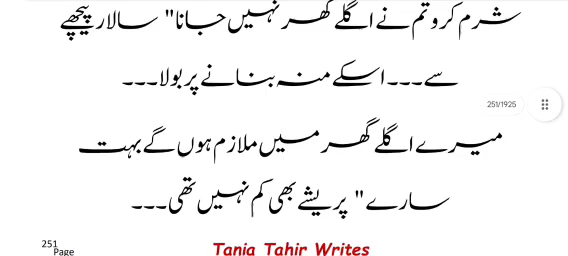 شرم کرو تم نے اگلے گھر نہیں جانا" سالار پیچھے
سے۔۔۔اسکے منہ بنانے پر بولا۔۔۔
251/1925
میرے اگلے گھر میں ملازم ہوں گے بہت
سارے" پریشے بھی کم نہیں تھی۔۔۔
251
Page
Tania Tahir Writes